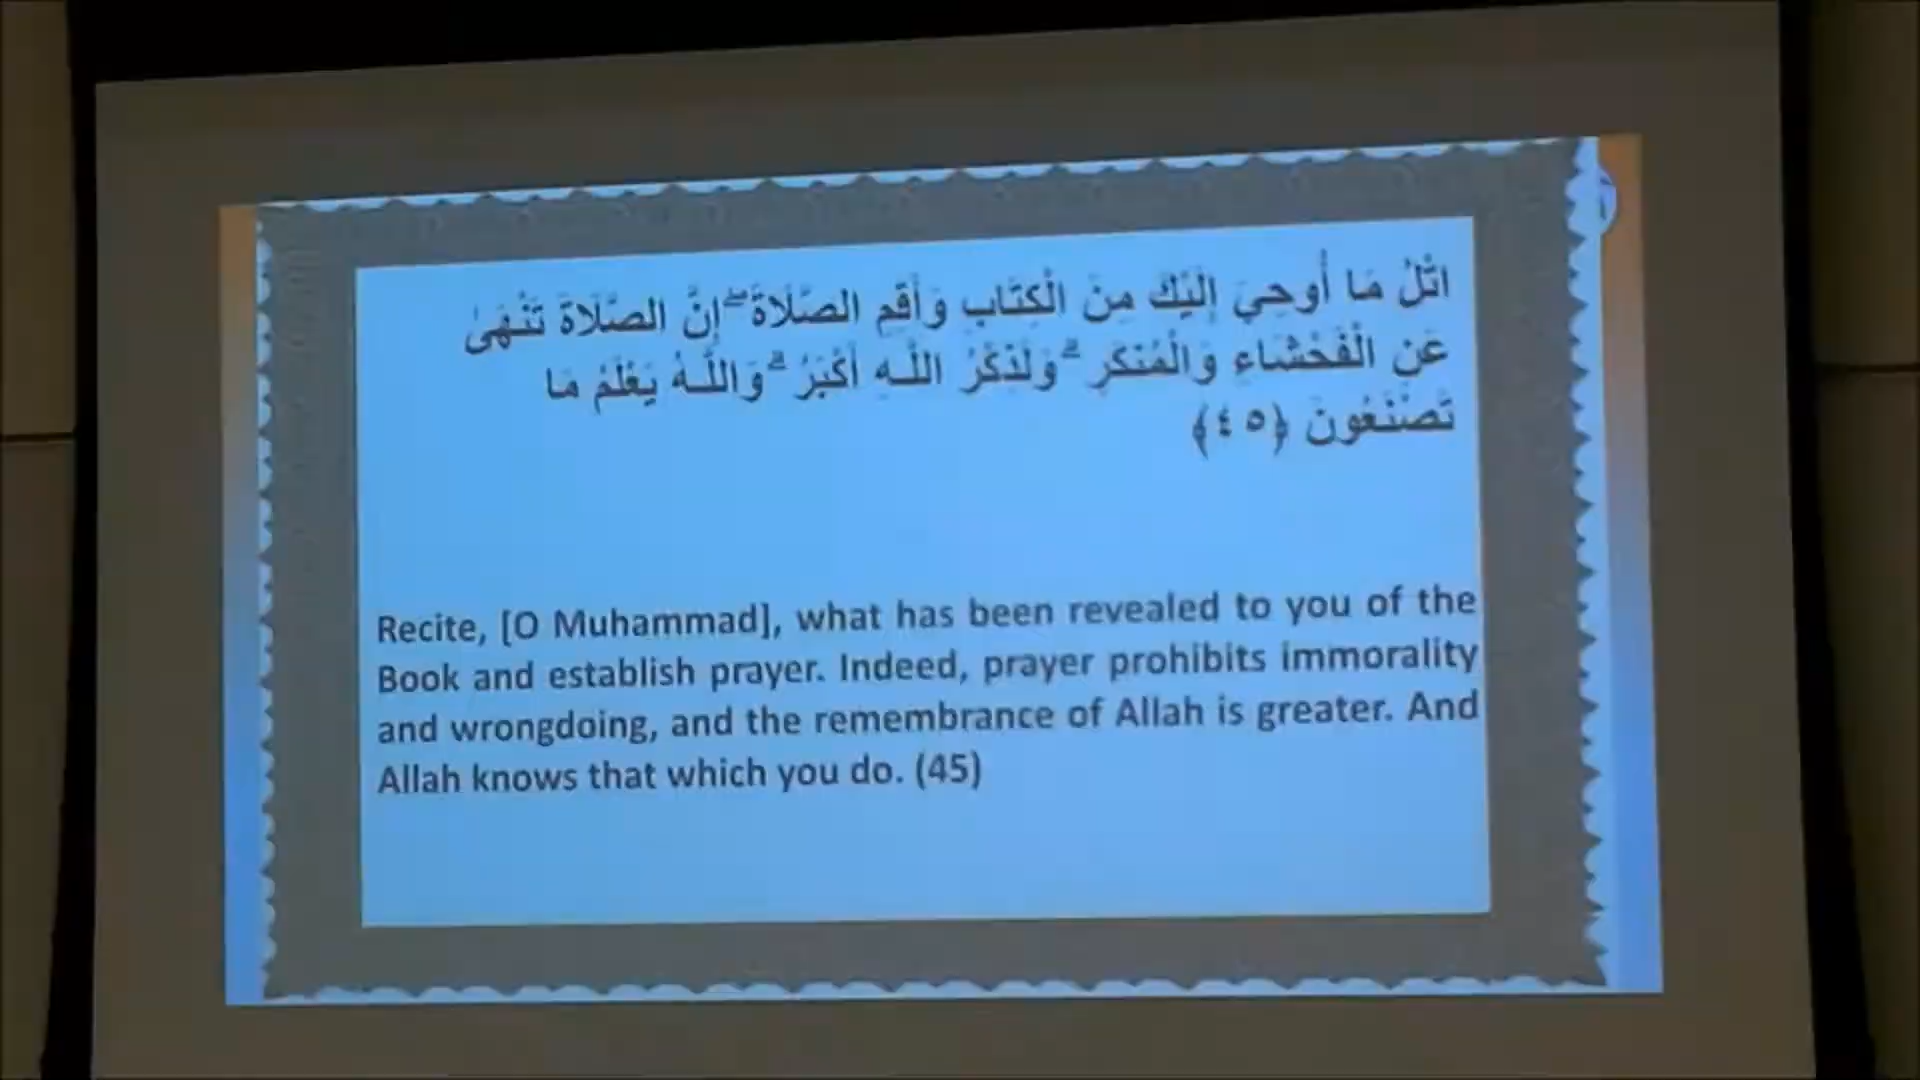 اتْلُ مَا أُوحِيَ إِلَيْكَ مِنَ الْكِتَابِ وَأَقِمِ الصَّلَاةَ ۖ إِنَّ الصَّلَاةَ تَنْهَىٰ
عَنِ الْفَحْشَاءِ وَالْمُنْكَرِ ۗ وَلَذِكْرُ اللَّـهِ أَكْبَرُ ۗ وَاللَّـهُ يَعْلَمُ مَا
تَصْنَعُونَ ﴿٤٥﴾
Recite, [O Muhammad], what has been revealed to you of the
Book and establish prayer. Indeed, prayer prohibits immorality
and wrongdoing, and the remembrance of Allah is greater. And
Allah knows that which you do. (45)